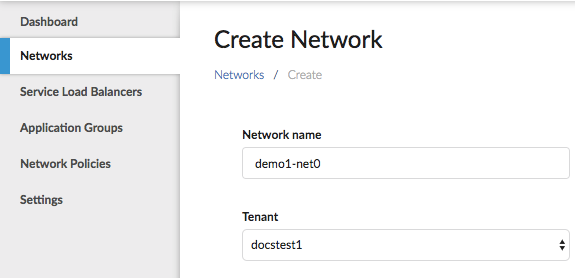 Dashboard
Networks
Service Load Balancers
Application Groups
Network Policies
Settings
Create Network
Networks / Create
Network name
demo1-net0
Tenant
docstest1